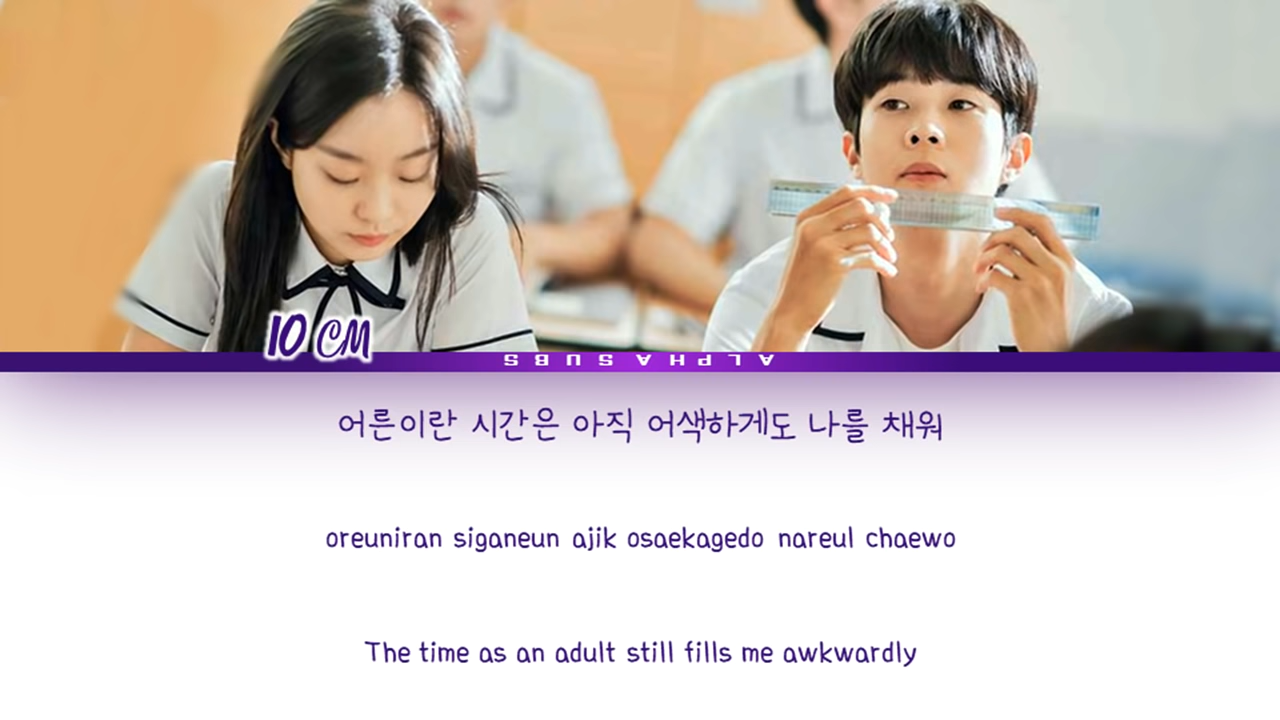 10 CM
ALPHASUBS
어른이란 시간은 아직 어색하게도 나를 채워
oreuniran siganeun ajik osaekagedo nareul chaewo
The time as an adult still fills me awkwardly